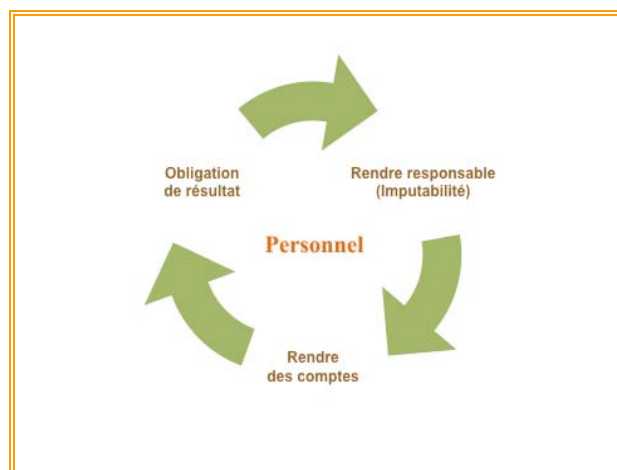 Obligation
de résultat
Rendre responsable
(Imputabilité)
Personnel
Rendre
des comptes